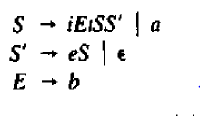 S → iEtSS' | a
S' → eS | ϵ
E → b